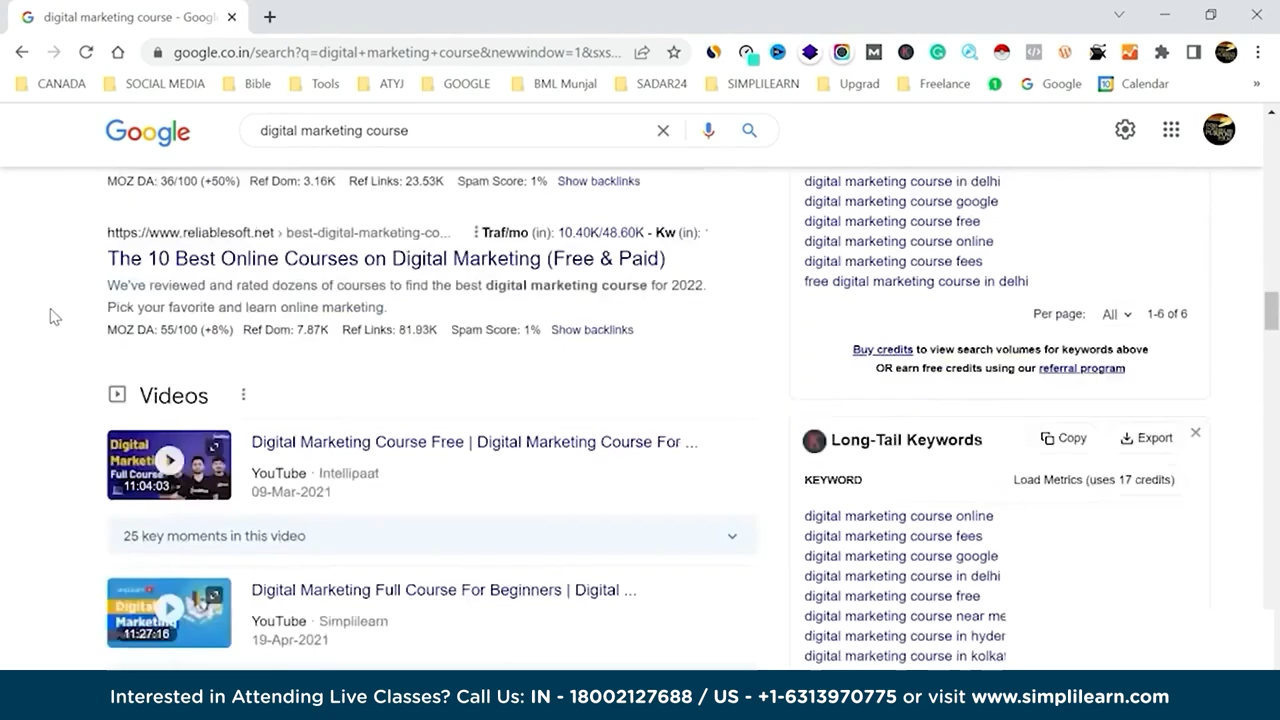 digital marketing course - Googl
google.co.in/search?q=digital+marketing+course&newwindow=1&sxs...
CANADA SOCIAL MEDIA Bible Tools ATYJ GOOGLE BML Munjal SADAR24 SIMPLILEARN Upgrad Freelance Google Calendar
Google digital marketing course
MOZ DA: 36/100 (+50%) Ref Dom: 3.16K Ref Links: 23.53K Spam Score: 1% Show backlinks
https://www.reliablesoft.net › best-digital-marketing-co... Traf/mo (in): 10.40K/48.60K - Kw (in):
The 10 Best Online Courses on Digital Marketing (Free & Paid)
We've reviewed and rated dozens of courses to find the best digital marketing course for 2022.
Pick your favorite and learn online marketing.
MOZ DA: 55/100 (+8%) Ref Dom: 7.87K Ref Links: 81.93K Spam Score: 1% Show backlinks
Videos
Digital Marketi
Full Course
11:04:03
Digital Marketing Course Free | Digital Marketing Course For ...
YouTube · Intellipaat
09-Mar-2021
25 key moments in this video
Digital
Marketing
11:27:16
Digital Marketing Full Course For Beginners | Digital ...
YouTube · Simplilearn
19-Apr-2021
digital marketing course in delhi
digital marketing course google
digital marketing course free
digital marketing course online
digital marketing course fees
free digital marketing course in delhi
Per page: All 1-6 of 6
Buy credits to view search volumes for keywords above
OR earn free credits using our referral program
Long-Tail Keywords Copy Export
KEYWORD Load Metrics (uses 17 credits)
digital marketing course online
digital marketing course fees
digital marketing course google
digital marketing course in delhi
digital marketing course free
digital marketing course near me
digital marketing course in hyder
digital marketing course in kolka
Interested in Attending Live Classes? Call Us: IN - 18002127688 / US - +1-6313970775 or visit www.simplilearn.com